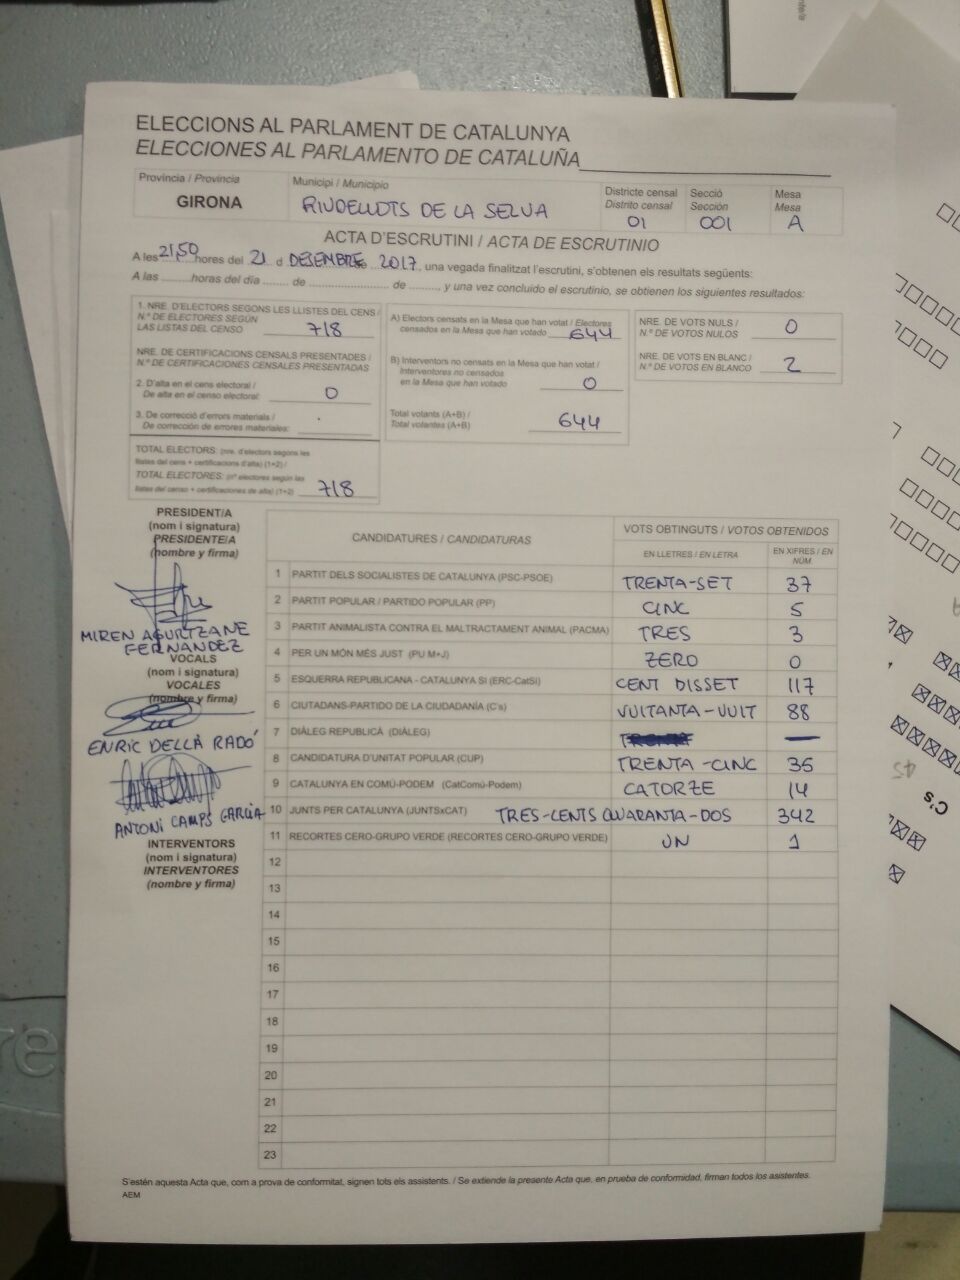 ELECCIONS AL PARLAMENT DE CATALUNYA
ELECCIONES AL PARLAMENTO DE CATALUÑA
Província / Provincia
GIRONA
Municipi / Municipio
RIUDELLOTS DE LA SELVA
Districte censal
Distrito censal
01
Secció
Sección
001
Mesa
Mesa
A
ACTA D'ESCRUTINI / ACTA DE ESCRUTINIO
A les 21,50 hores del 21 d DESEMBRE de 2017, una vegada finalitzat l'escrutini, s'obtenen els resultats següents:
A las ......... horas del día ........ de ........................ de ........., y una vez concluido el escrutinio, se obtienen los siguientes resultados:
1. NRE. D'ELECTORS SEGONS LES LLISTES DEL CENS /
N.º DE ELECTORES SEGÚN
LAS LISTAS DEL CENSO 718
NRE. DE CERTIFICACIONS CENSALS PRESENTADES /
N.º DE CERTIFICACIONES CENSALES PRESENTADAS
2. D'alta en el cens electoral /
De alta en el censo electoral: 0
3. De correcció d'errors materials /
De corrección de errores materiales:
TOTAL ELECTORS: (nre. d'electors segons les
llistes del cens + certificacions d'alta) (1+2) /
TOTAL ELECTORES: (nº electores según las
listes del censo + certificaciones de alta) (1+2) 718
A) Electors censats en la Mesa que han votat / Electores
censados en la Mesa que han votado 644
B) Interventors no censats en la Mesa que han votat /
Interventores no censados
en la Mesa que han votado 0
Total votants (A+B) /
Total votantes (A+B) 644
NRE. DE VOTS NULS /
N.º DE VOTOS NULOS 0
NRE. DE VOTS EN BLANC /
N.º DE VOTOS EN BLANCO 2
PRESIDENT/A
(nom i signatura)
PRESIDENTE/A
(nombre y firma)
MIREN AGURTZANE
FERNANDEZ
VOCALS
(nom i signatura)
VOCALES
(nombre y firma)
ENRIC DELLÀ RADÓ
ANTONI CAMPS GARCIA
INTERVENTORS
(nom i signatura)
INTERVENTORES
(nombre y firma)
CANDIDATURES / CANDIDATURAS
VOTS OBTINGUTS / VOTOS OBTENIDOS
EN LLETRES / EN LETRA
EN XIFRES / EN NÚM.
1 PARTIT DELS SOCIALISTES DE CATALUNYA (PSC-PSOE) TRENTA-SET 37
2 PARTIT POPULAR / PARTIDO POPULAR (PP) CINC 5
3 PARTIT ANIMALISTA CONTRA EL MALTRACTAMENT ANIMAL (PACMA) TRES 3
4 PER UN MÓN MÉS JUST (PU M+J) ZERO 0
5 ESQUERRA REPUBLICANA - CATALUNYA SI (ERC-CatSí) CENT DISSET 117
6 CIUTADANS-PARTIDO DE LA CIUDADANÍA (C's) VUITANTA-VUIT 88
7 DIÀLEG REPUBLICÀ (DIÀLEG) —
8 CANDIDATURA D'UNITAT POPULAR (CUP) TRENTA-CINC 35
9 CATALUNYA EN COMÚ-PODEM (CatComú-Podem) CATORZE 14
10 JUNTS PER CATALUNYA (JUNTSxCAT) TRES-CENTS QUARANTA-DOS 342
11 RECORTES CERO-GRUPO VERDE (RECORTES CERO-GRUPO VERDE) UN 1
12
13
14
15
16
17
18
19
20
21
22
23
S'estén aquesta Acta que, com a prova de conformitat, signen tots els assistents. / Se extiende la presente Acta que, en prueba de conformidad, firman todos los asistentes.
AEM
C's
45